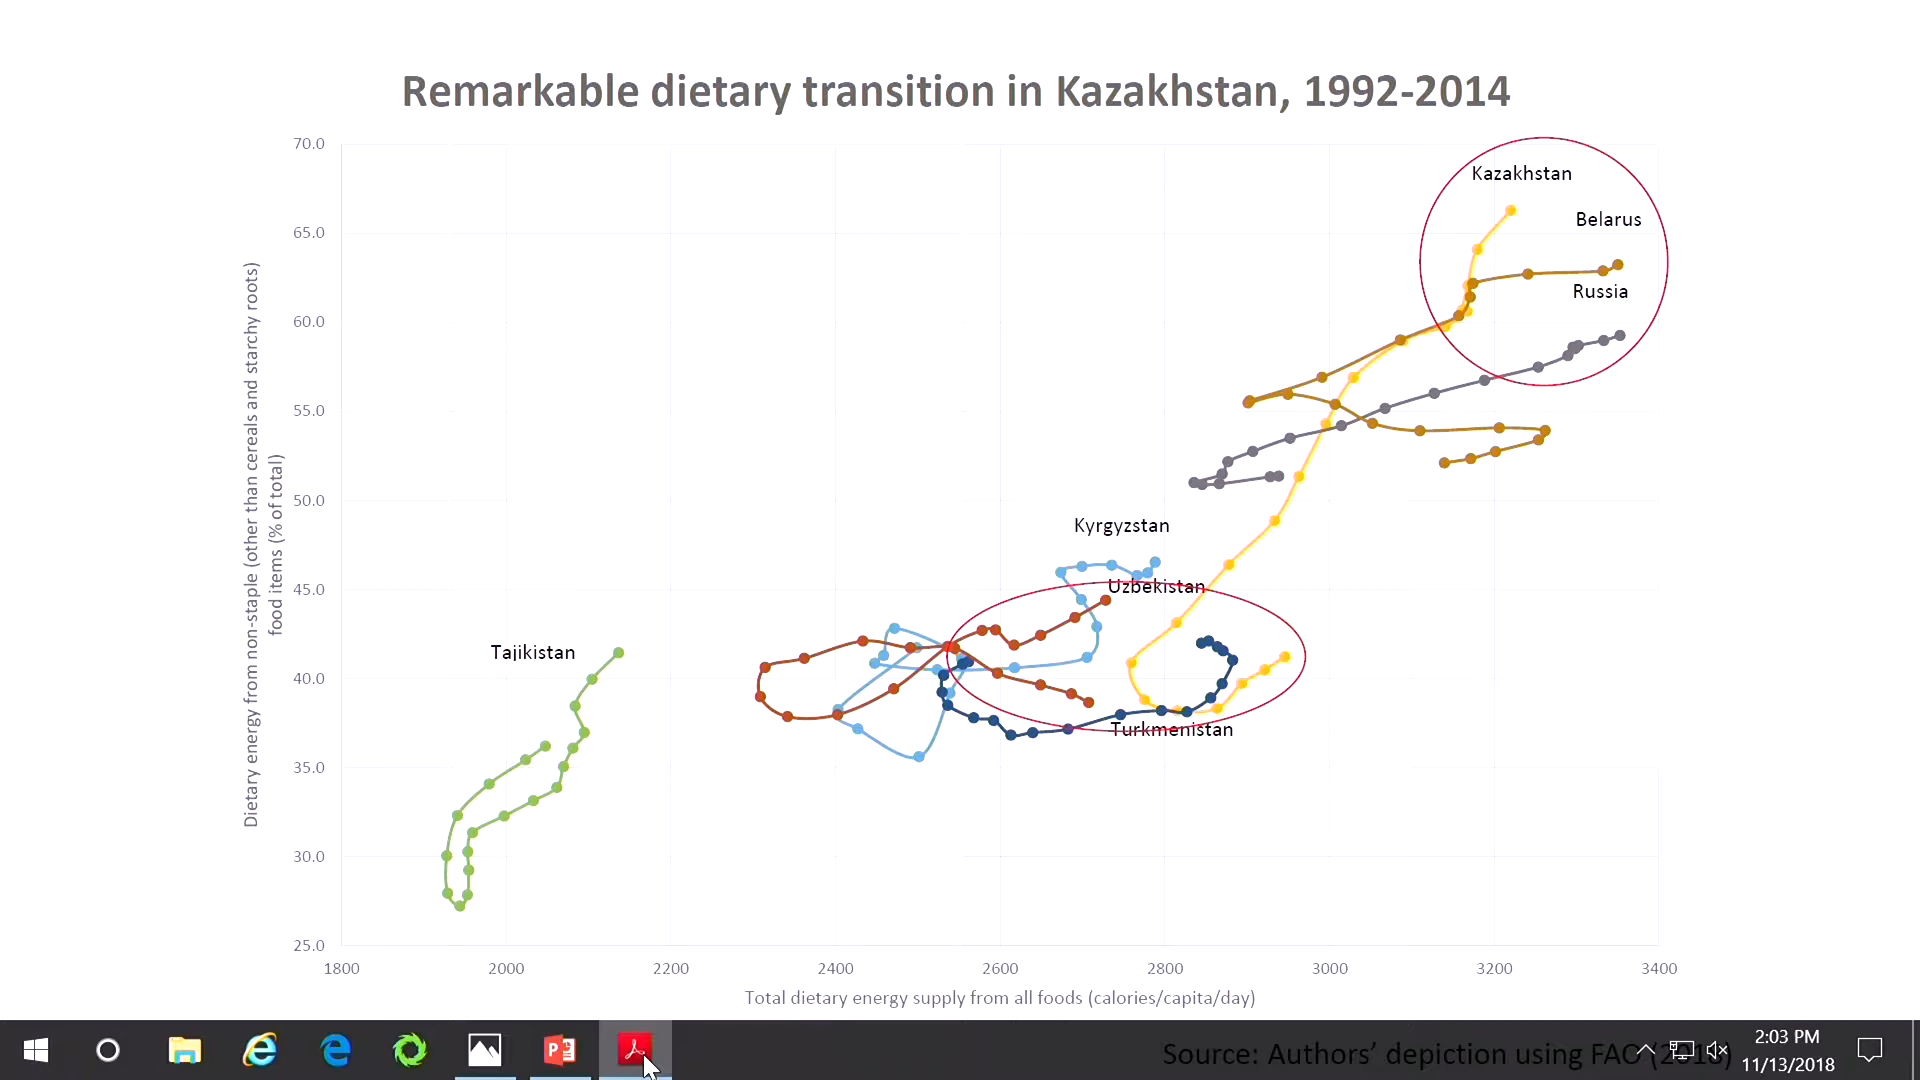 Remarkable dietary transition in Kazakhstan, 1992-2014
Dietary energy from non-staple (other than cereals and starchy roots)
food items (% of total)
70.0
65.0
60.0
55.0
50.0
45.0
40.0
35.0
30.0
25.0
Kazakhstan
Belarus
Russia
Kyrgyzstan
Uzbekistan
Tajikistan
Turkmenistan
1800 2000 2200 2400 2600 2800 3000 3200 3400
Total dietary energy supply from all foods (calories/capita/day)
Source: Authors’ depiction using FAO (2018)
2:03 PM
11/13/2018